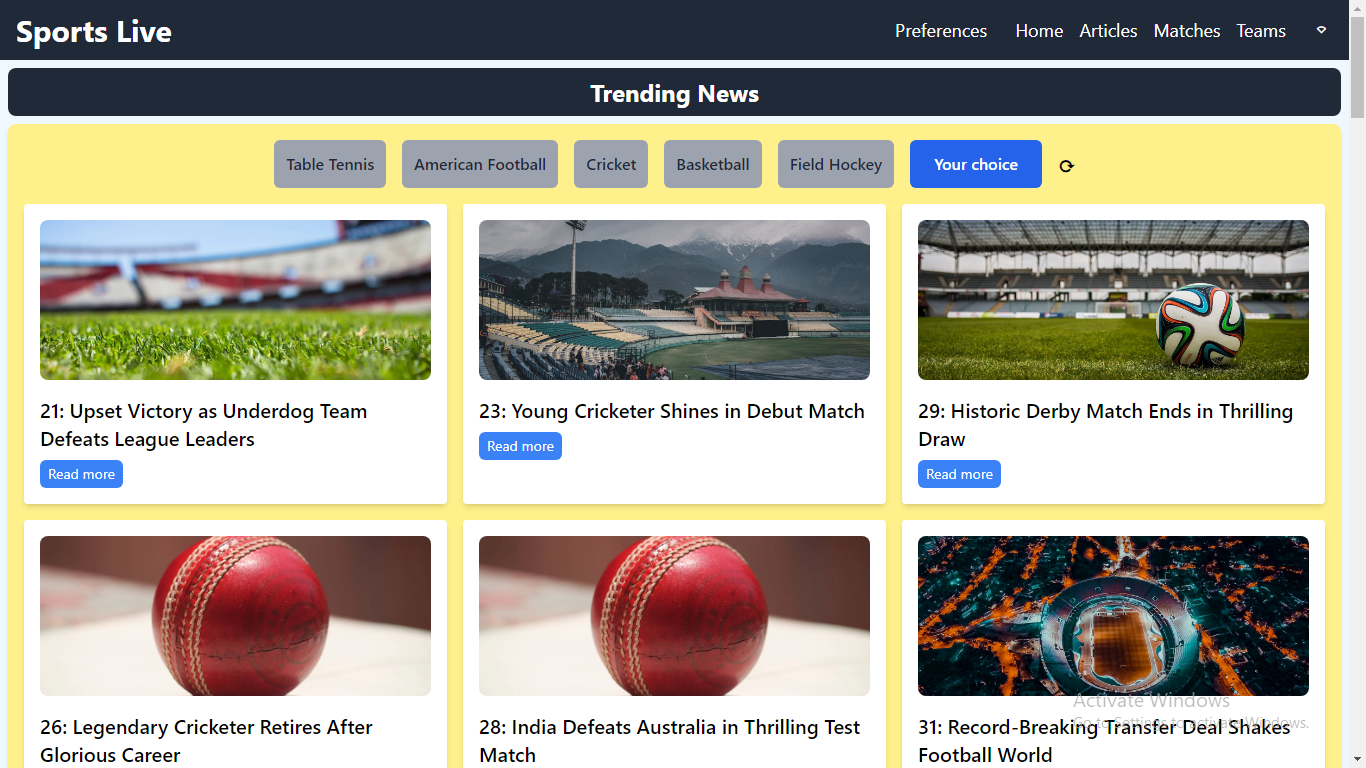 Sports Live
Preferences Home Articles Matches Teams
Trending News
Table Tennis American Football Cricket Basketball Field Hockey Your choice
21: Upset Victory as Underdog Team
Defeats League Leaders
Read more
23: Young Cricketer Shines in Debut Match
Read more
29: Historic Derby Match Ends in Thrilling
Draw
Read more
26: Legendary Cricketer Retires After
Glorious Career
28: India Defeats Australia in Thrilling Test
Match
31: Record-Breaking Transfer Deal Shakes
Football World
Activate Windows
Go to Settings to activate Windows.